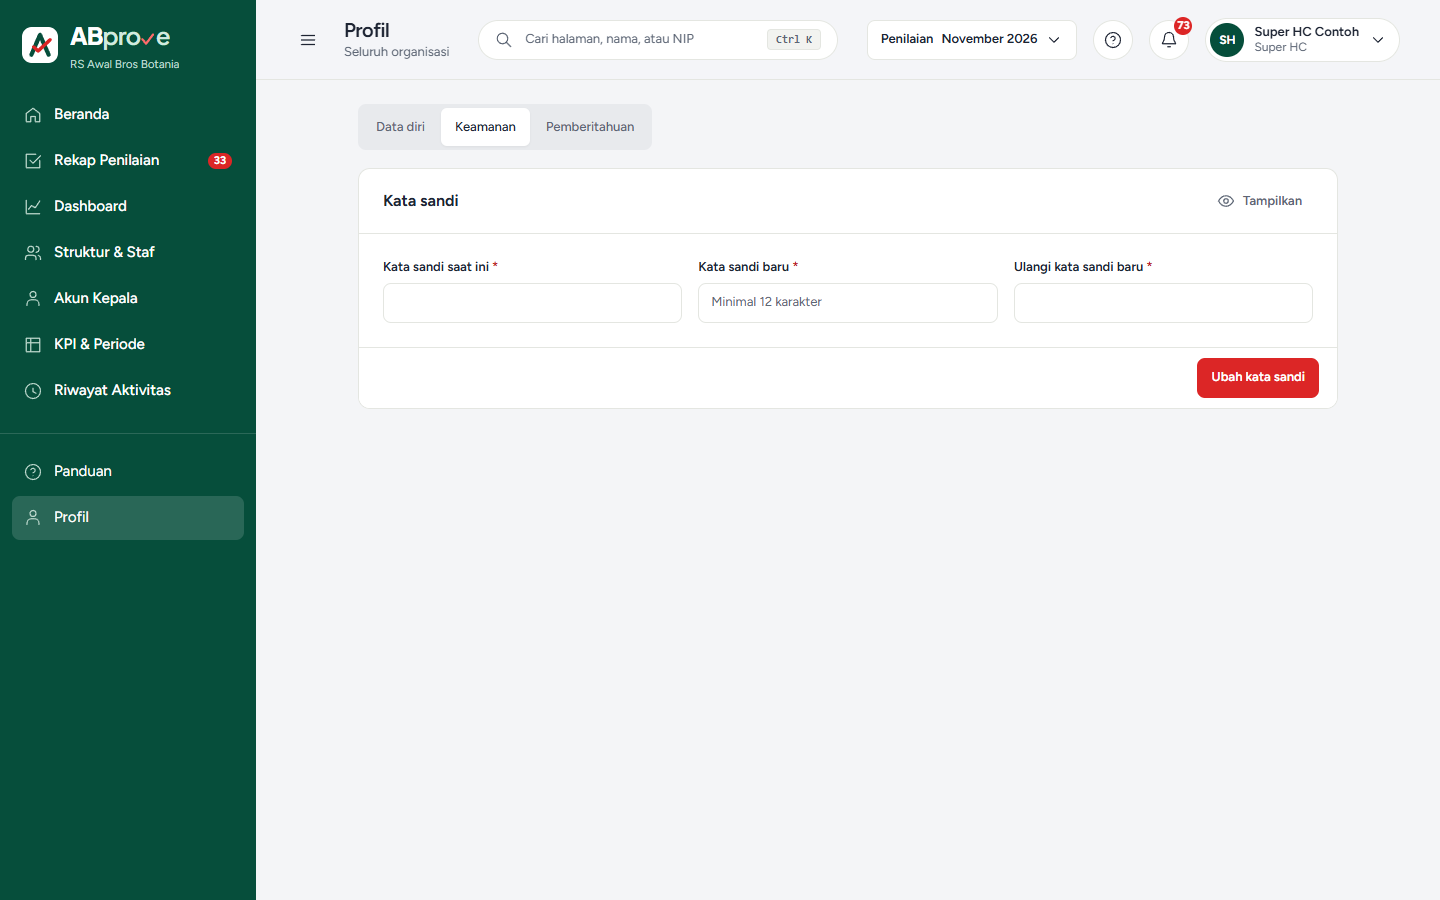 ABprove
RS Awal Bros Botania
Beranda
Rekap Penilaian 33
Dashboard
Struktur & Staf
Akun Kepala
KPI & Periode
Riwayat Aktivitas
Panduan
Profil
Profil
Seluruh organisasi
Cari halaman, nama, atau NIP Ctrl K
Penilaian November 2026
73
SH
Super HC Contoh
Super HC
Data diri Keamanan Pemberitahuan
Kata sandi Tampilkan
Kata sandi saat ini * Kata sandi baru * Ulangi kata sandi baru *
Minimal 12 karakter
Ubah kata sandi